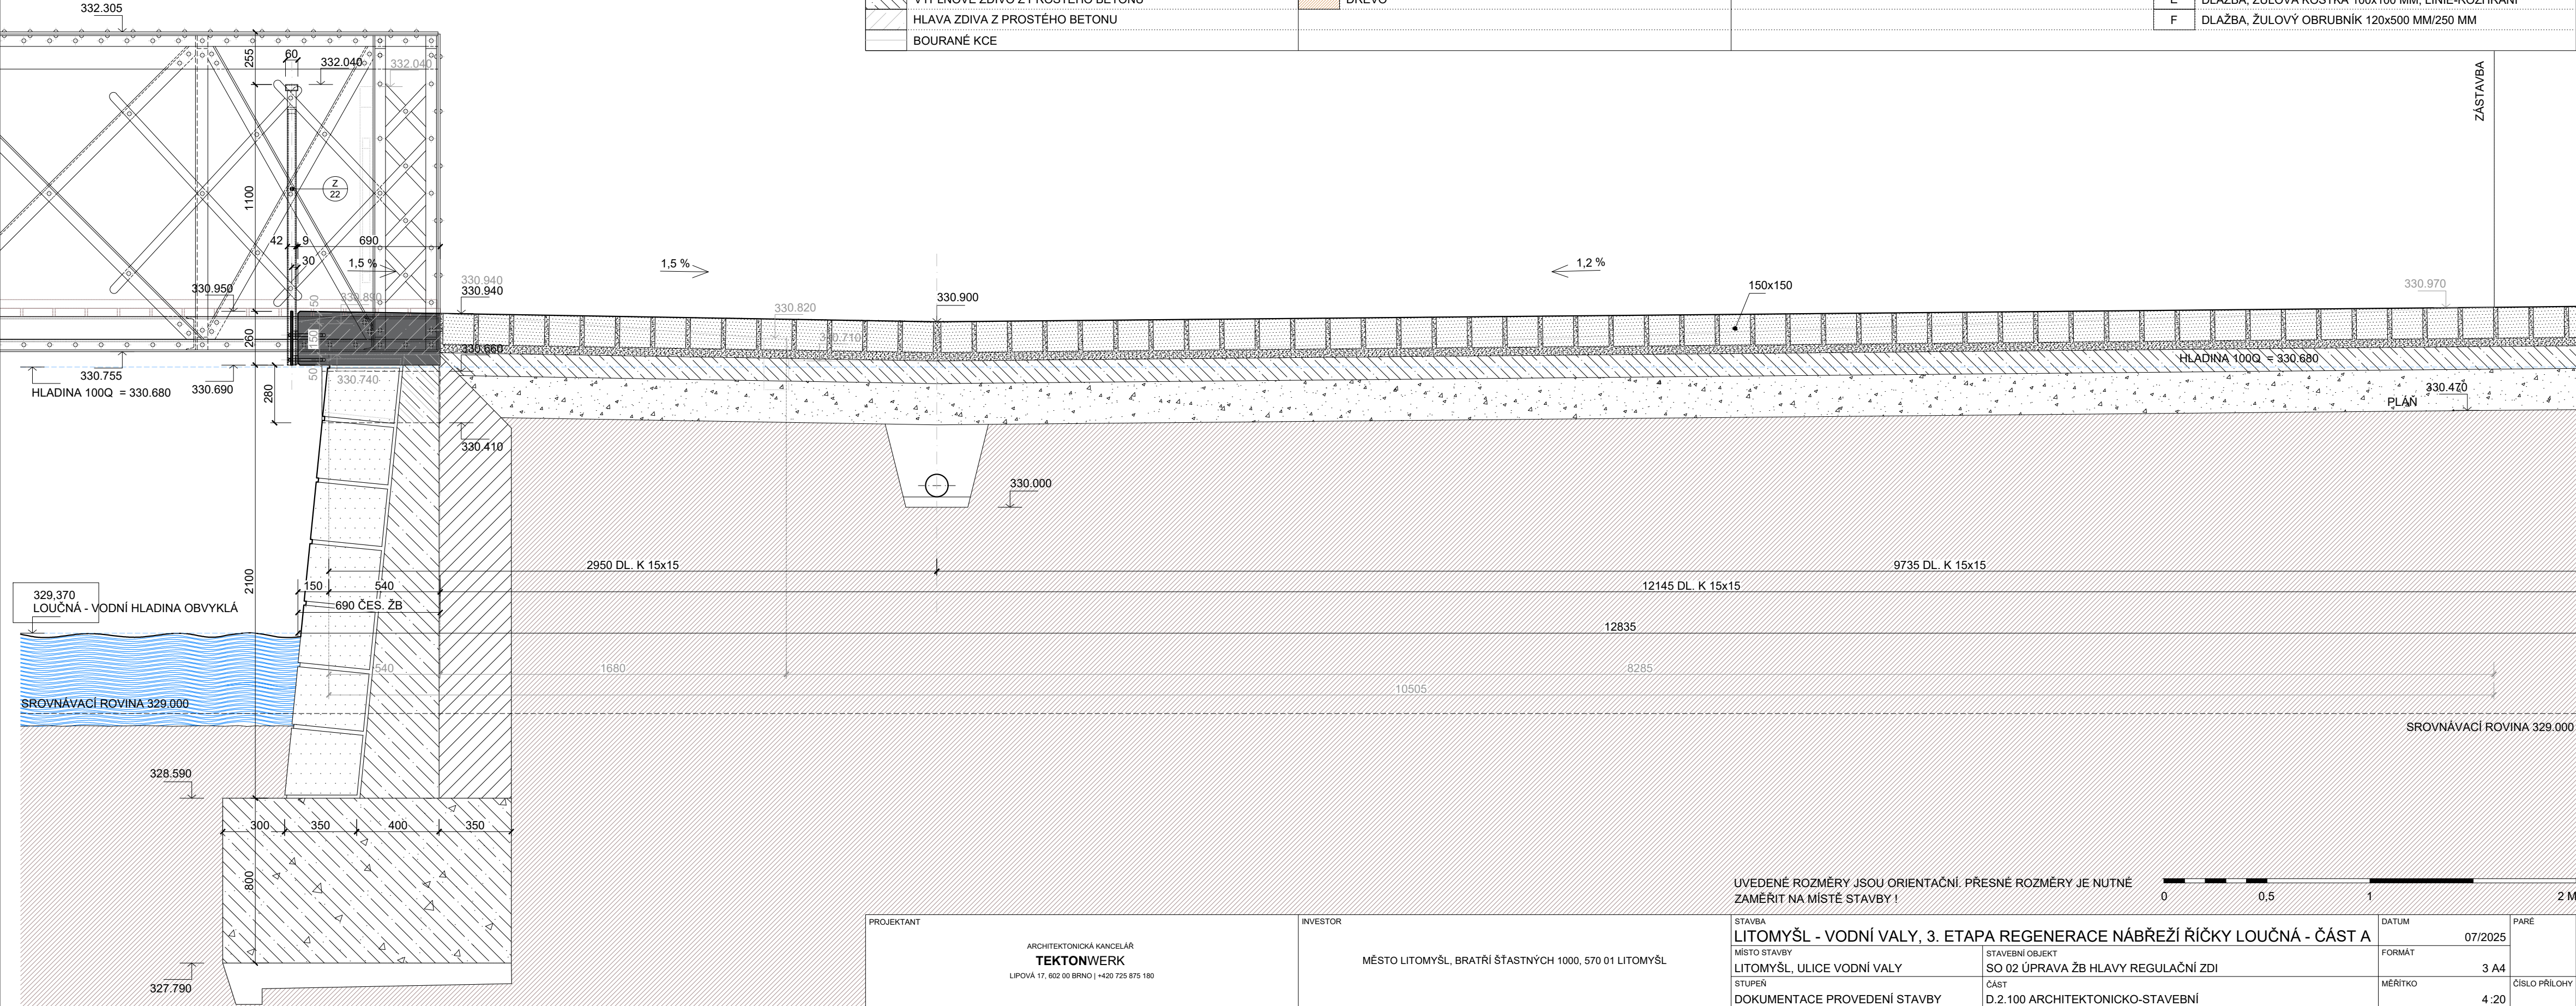 HLAVA ZDIVA Z PROSTÉHO BETONU
BOURANÉ KCE
F DLAŽBA, ŽULOVÝ OBRUBNÍK 120x500 MM/250 MM
332.305
255
60
332.040
332.040
ZÁSTAVBA
1100
Z
22
42
9
690
30
1,5 %
1,5 %
1,2 %
330.950
330.890
330.940
330.940
330.820
330.900
150x150
330.970
260
150
150
50
330.710
330.660
330.755
330.690
330.740
HLADINA 100Q = 330.680
HLADINA 100Q = 330.680
280
330.470
PLÁŇ
330.410
330.000
2100
2950 DL. K 15x15
9735 DL. K 15x15
150
540
12145 DL. K 15x15
329,370
LOUČNÁ - VODNÍ HLADINA OBVYKLÁ
690 ČES. ŽB
12835
540
1680
8285
10505
SROVNÁVACÍ ROVINA 329.000
SROVNÁVACÍ ROVINA 329.000
328.590
300
350
400
350
800
327.790
UVEDENÉ ROZMĚRY JSOU ORIENTAČNÍ. PŘESNÉ ROZMĚRY JE NUTNÉ
ZAMĚŘIT NA MÍSTĚ STAVBY !
0
0,5
1
2 M
PROJEKTANT
ARCHITEKTONICKÁ KANCELÁŘ
TEKTONWERK
LIPOVÁ 17, 602 00 BRNO | +420 725 875 180
INVESTOR
MĚSTO LITOMYŠL, BRATŘÍ ŠŤASTNÝCH 1000, 570 01 LITOMYŠL
STAVBA
LITOMYŠL - VODNÍ VALY, 3. ETAPA REGENERACE NÁBŘEŽÍ ŘÍČKY LOUČNÁ - ČÁST A
DATUM
07/2025
PARÉ
MÍSTO STAVBY
LITOMYŠL, ULICE VODNÍ VALY
STAVEBNÍ OBJEKT
SO 02 ÚPRAVA ŽB HLAVY REGULAČNÍ ZDI
FORMÁT
3 A4
STUPEŇ
DOKUMENTACE PROVEDENÍ STAVBY
ČÁST
D.2.100 ARCHITEKTONICKO-STAVEBNÍ
MĚŘÍTKO
4:20
ČÍSLO PŘÍLOHY